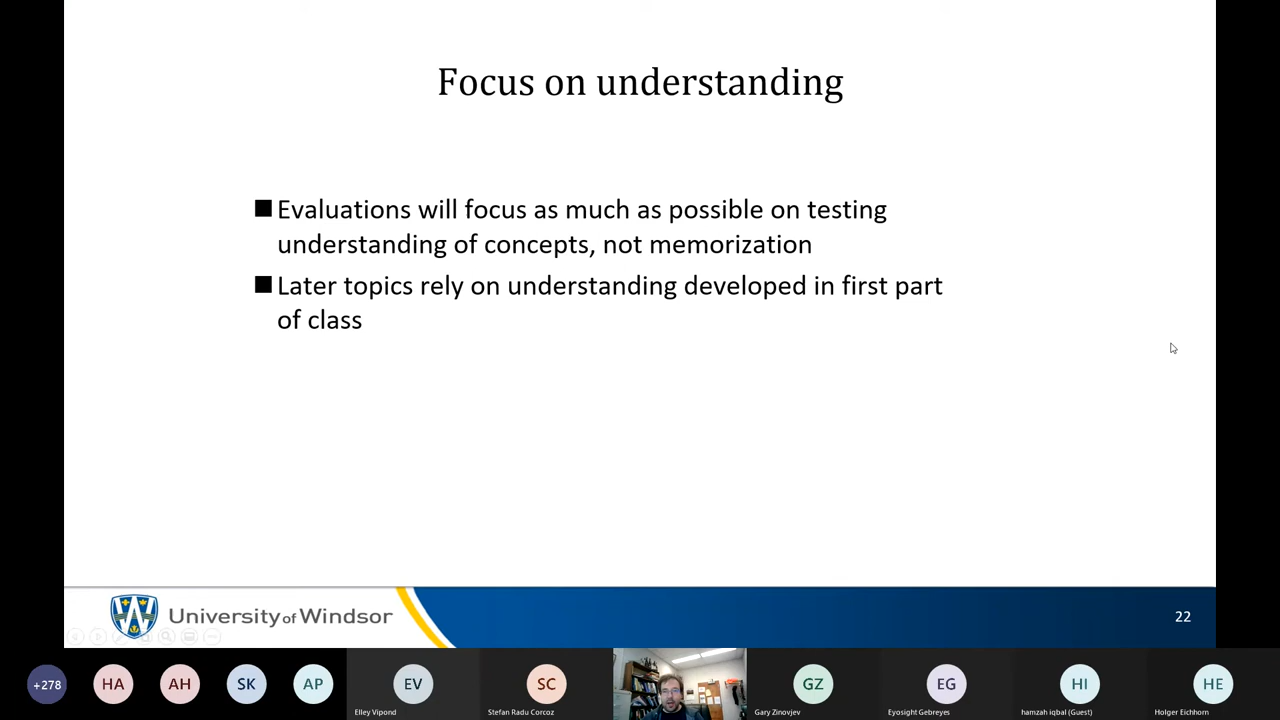 Focus on understanding
Evaluations will focus as much as possible on testing
understanding of concepts, not memorization
Later topics rely on understanding developed in first part
of class
University of Windsor
22
+278
HA
AH
SK
AP
EV
SC
GZ
EG
HI
HE
Elley Vipond
Stefan Radu Corcoz
Gary Zinovjev
Eyosight Gebreyes
hamzah iqbal (Guest)
Holger Eichhorn